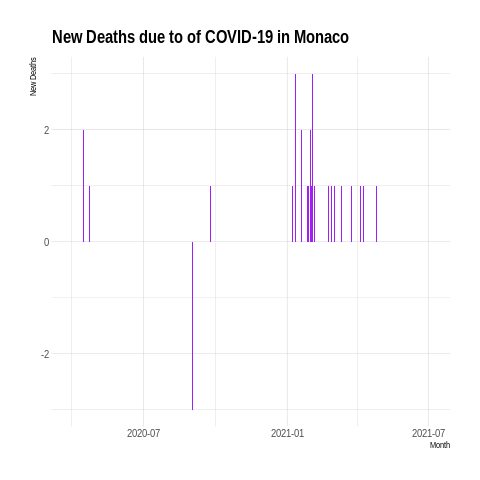 New Deaths due to of COVID-19 in Monaco
New Deaths
2
0
-2
2020-07
2021-01
2021-07
Month